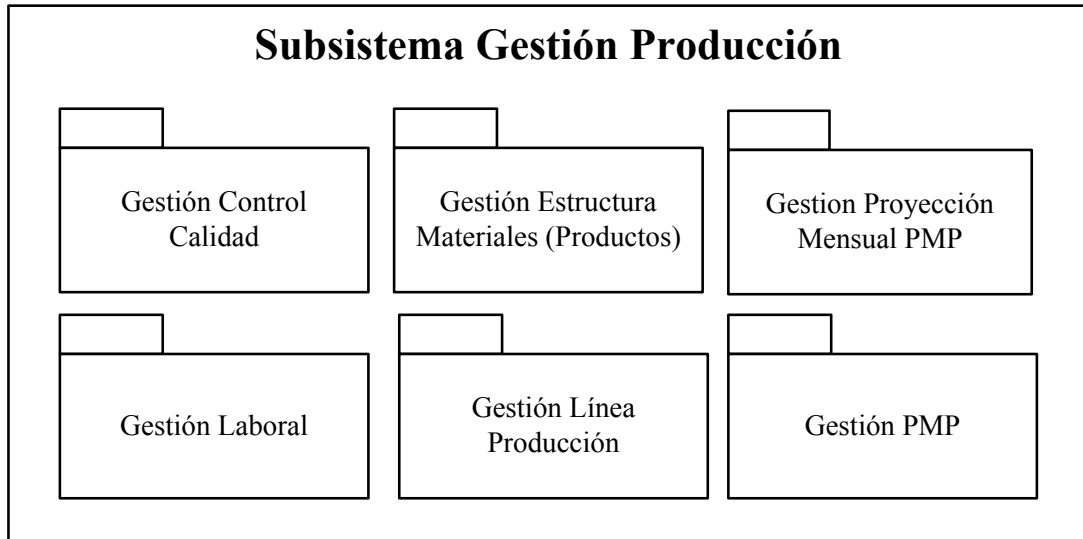 Subsistema Gestión Producción
Gestión Control
Calidad
Gestión Estructura
Materiales (Productos)
Gestion Proyección
Mensual PMP
Gestión Laboral
Gestión Línea
Producción
Gestión PMP